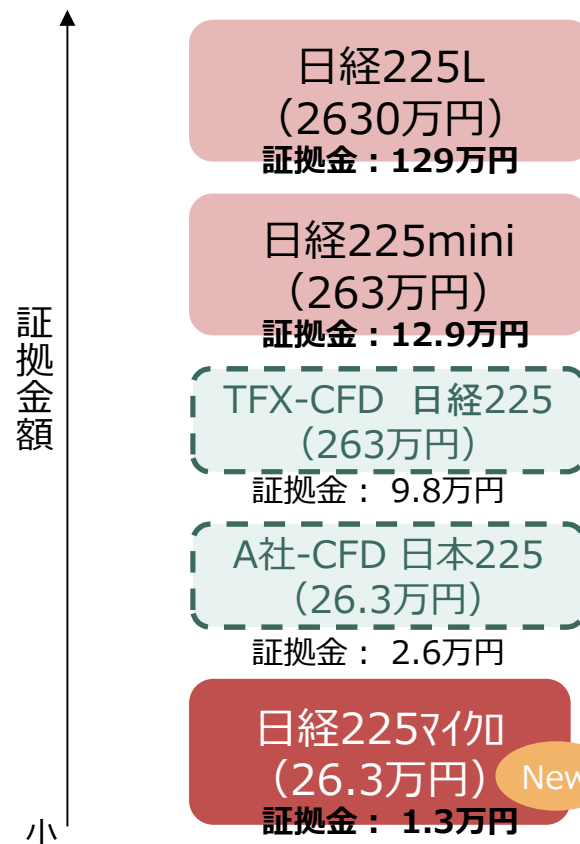 日経225L
（2630万円）
証拠金：129万円
日経225mini
（263万円）
証拠金：12.9万円
証拠金額
TFX-CFD 日経225
（263万円）
証拠金： 9.8万円
A社-CFD 日本225
（26.3万円）
証拠金： 2.6万円
日経225ﾏｲｸﾛ
（26.3万円）
New
証拠金： 1.3万円
小